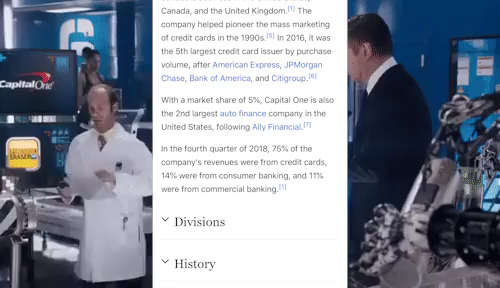 Canada, and the United Kingdom.[1] The
company helped pioneer the mass marketing
of credit cards in the 1990s.[5] In 2016, it was
the 5th largest credit card issuer by purchase
volume, after American Express, JPMorgan
Chase, Bank of America, and Citigroup.[6]
With a market share of 5%, Capital One is also
the 2nd largest auto finance company in the
United States, following Ally Financial.[7]
In the fourth quarter of 2018, 75% of the
company's revenues were from credit cards,
14% were from consumer banking, and 11%
were from commercial banking.[1]
Divisions
History
Capital One